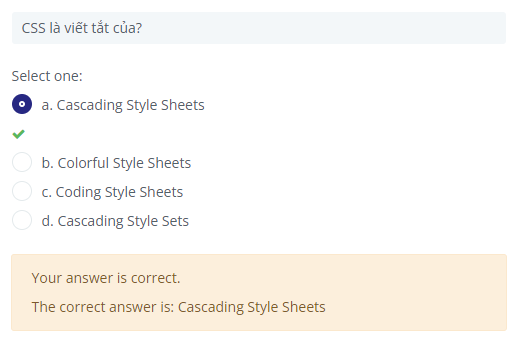 CSS là viết tắt của?
Select one:
a. Cascading Style Sheets
b. Colorful Style Sheets
c. Coding Style Sheets
d. Cascading Style Sets
Your answer is correct.
The correct answer is: Cascading Style Sheets